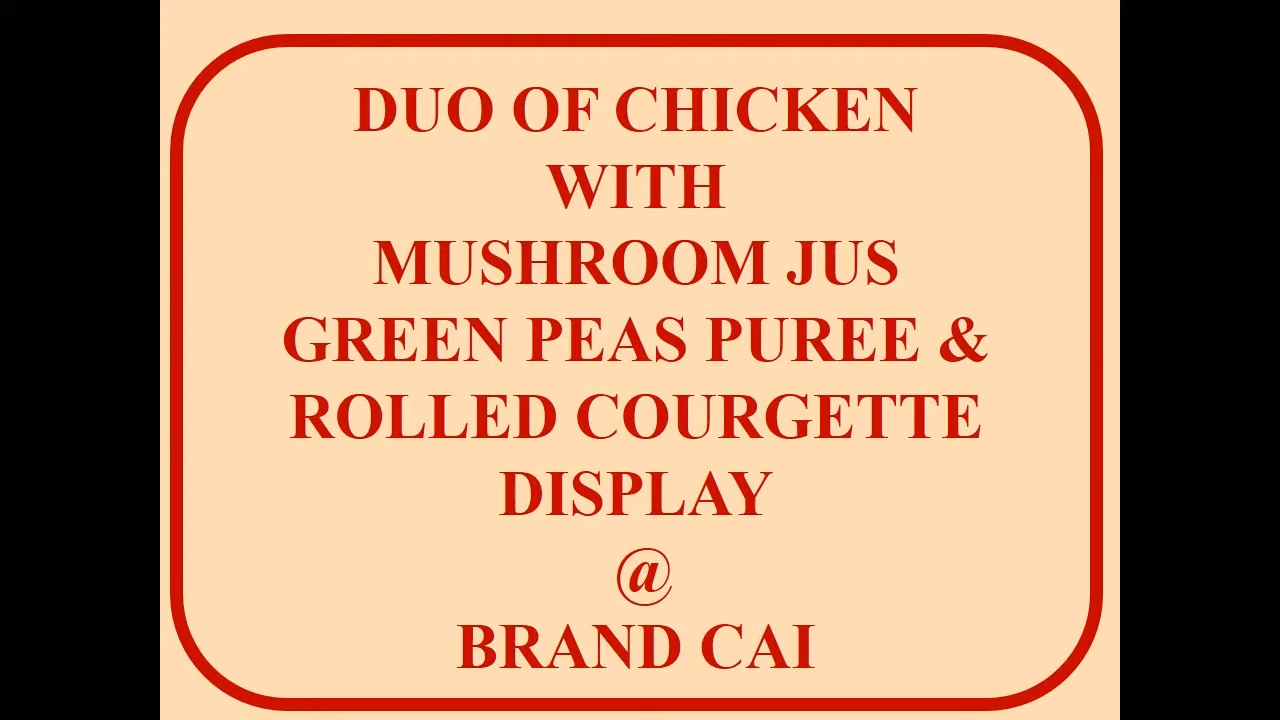 DUO OF CHICKEN
WITH
MUSHROOM JUS
GREEN PEAS PUREE &
ROLLED COURGETTE
DISPLAY
@
BRAND CAI